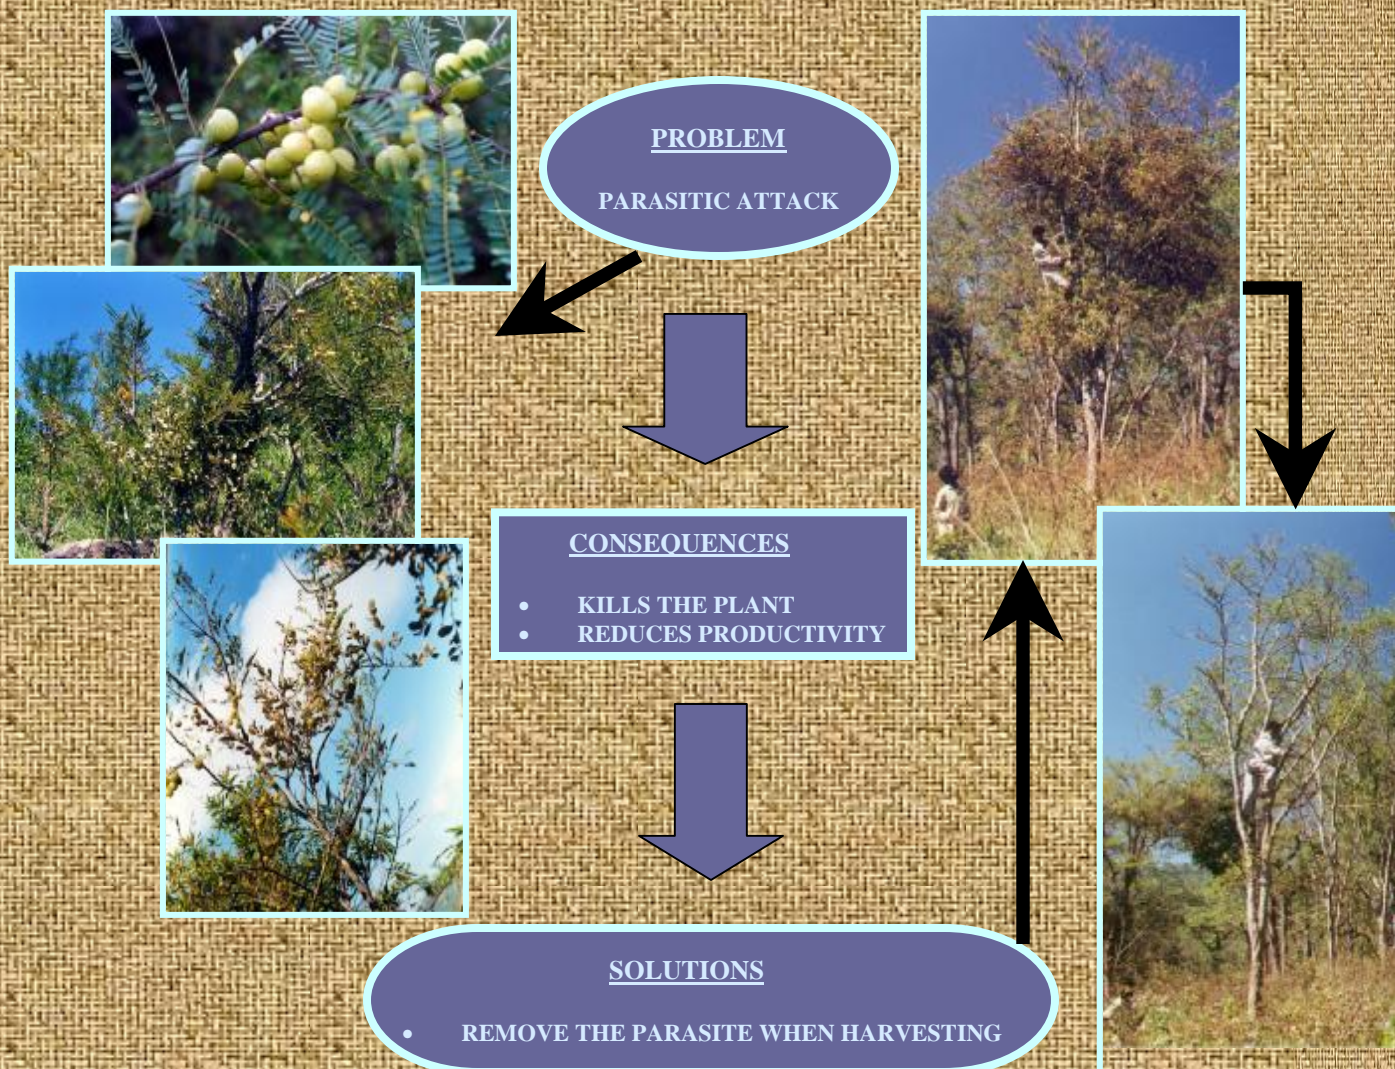 PROBLEM
PARASITIC ATTACK
CONSEQUENCES
• KILLS THE PLANT
• REDUCES PRODUCTIVITY
SOLUTIONS
• REMOVE THE PARASITE WHEN HARVESTING